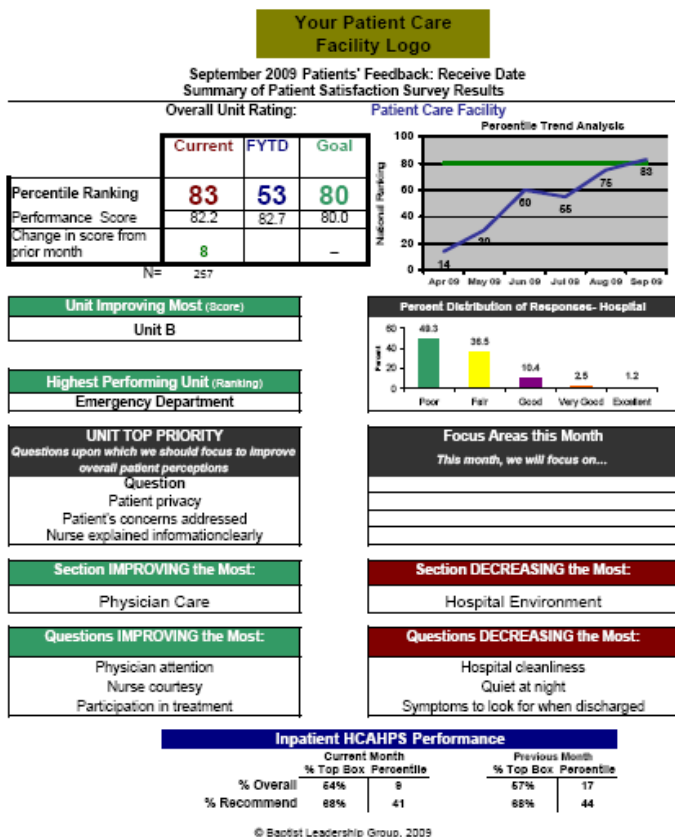 Your Patient Care
Facility Logo
September 2009 Patients' Feedback: Receive Date
Summary of Patient Satisfaction Survey Results
Overall Unit Rating:
Patient Care Facility
Current FYTD Goal
Percentile Ranking 83 53 80
Performance Score 82.2 82.7 80.0
Change in score from
prior month 8 –
N= 257
Percentile Trend Analysis
National Ranking
100
80
60
40
20
0
14 30 60 55 75 83
Apr 09 May 09 Jun 09 Jul 09 Aug 09 Sep 09
Unit Improving Most (Score)
Unit B
Highest Performing Unit (Ranking)
Emergency Department
Percent Distribution of Responses- Hospital
Percent
60
40
20
0
49.3 36.5 10.4 2.5 1.2
Poor Fair Good Very Good Excellent
UNIT TOP PRIORITY
Questions upon which we should focus to improve
overall patient perceptions
Question
Patient privacy
Patient's concerns addressed
Nurse explained informationclearly
Focus Areas this Month
This month, we will focus on...
Section IMPROVING the Most:
Physician Care
Section DECREASING the Most:
Hospital Environment
Questions IMPROVING the Most:
Physician attention
Nurse courtesy
Participation in treatment
Questions DECREASING the Most:
Hospital cleanliness
Quiet at night
Symptoms to look for when discharged
Inpatient HCAHPS Performance
Current Month Previous Month
% Top Box Percentile % Top Box Percentile
% Overall 54% 9 57% 17
% Recommend 68% 41 68% 44
© Baptist Leadership Group, 2009